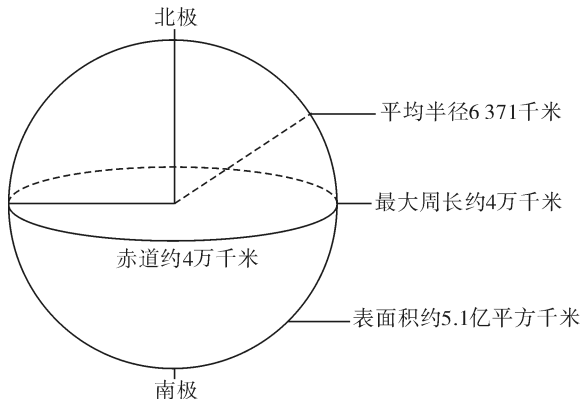 北极
平均半径6 371千米
最大周长约4万千米
赤道约4万千米
表面积约5.1亿平方千米
南极